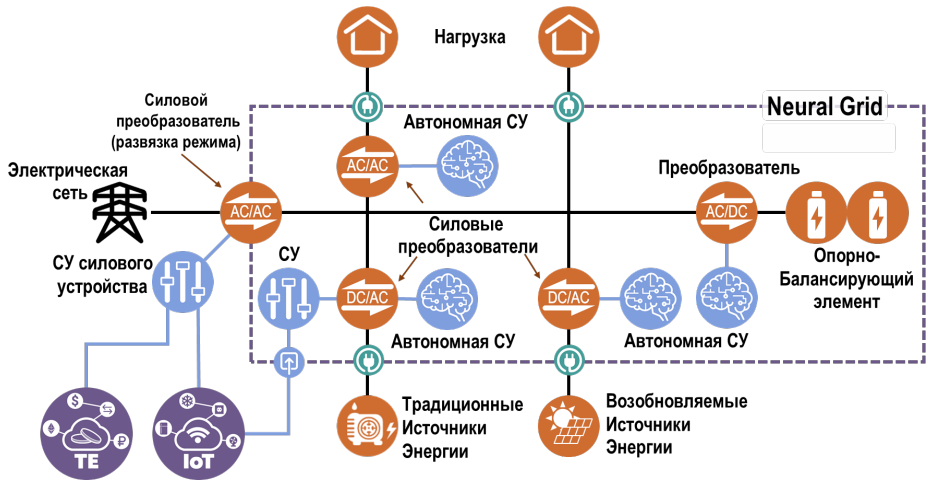 Нагрузка
Силовой
преобразователь
(развязка режима)
Автономная СУ
Neural Grid
Электрическая
сеть
AC/AC
AC/AC
Преобразователь
AC/DC
Силовые
преобразователи
СУ силового
устройства
СУ
DC/AC
DC/AC
Опорно-
Балансирующий
элемент
Автономная СУ
Автономная СУ
Традиционные
Источники
Энергии
Возобновляемые
Источники
Энергии
$
₽
TE
IoT